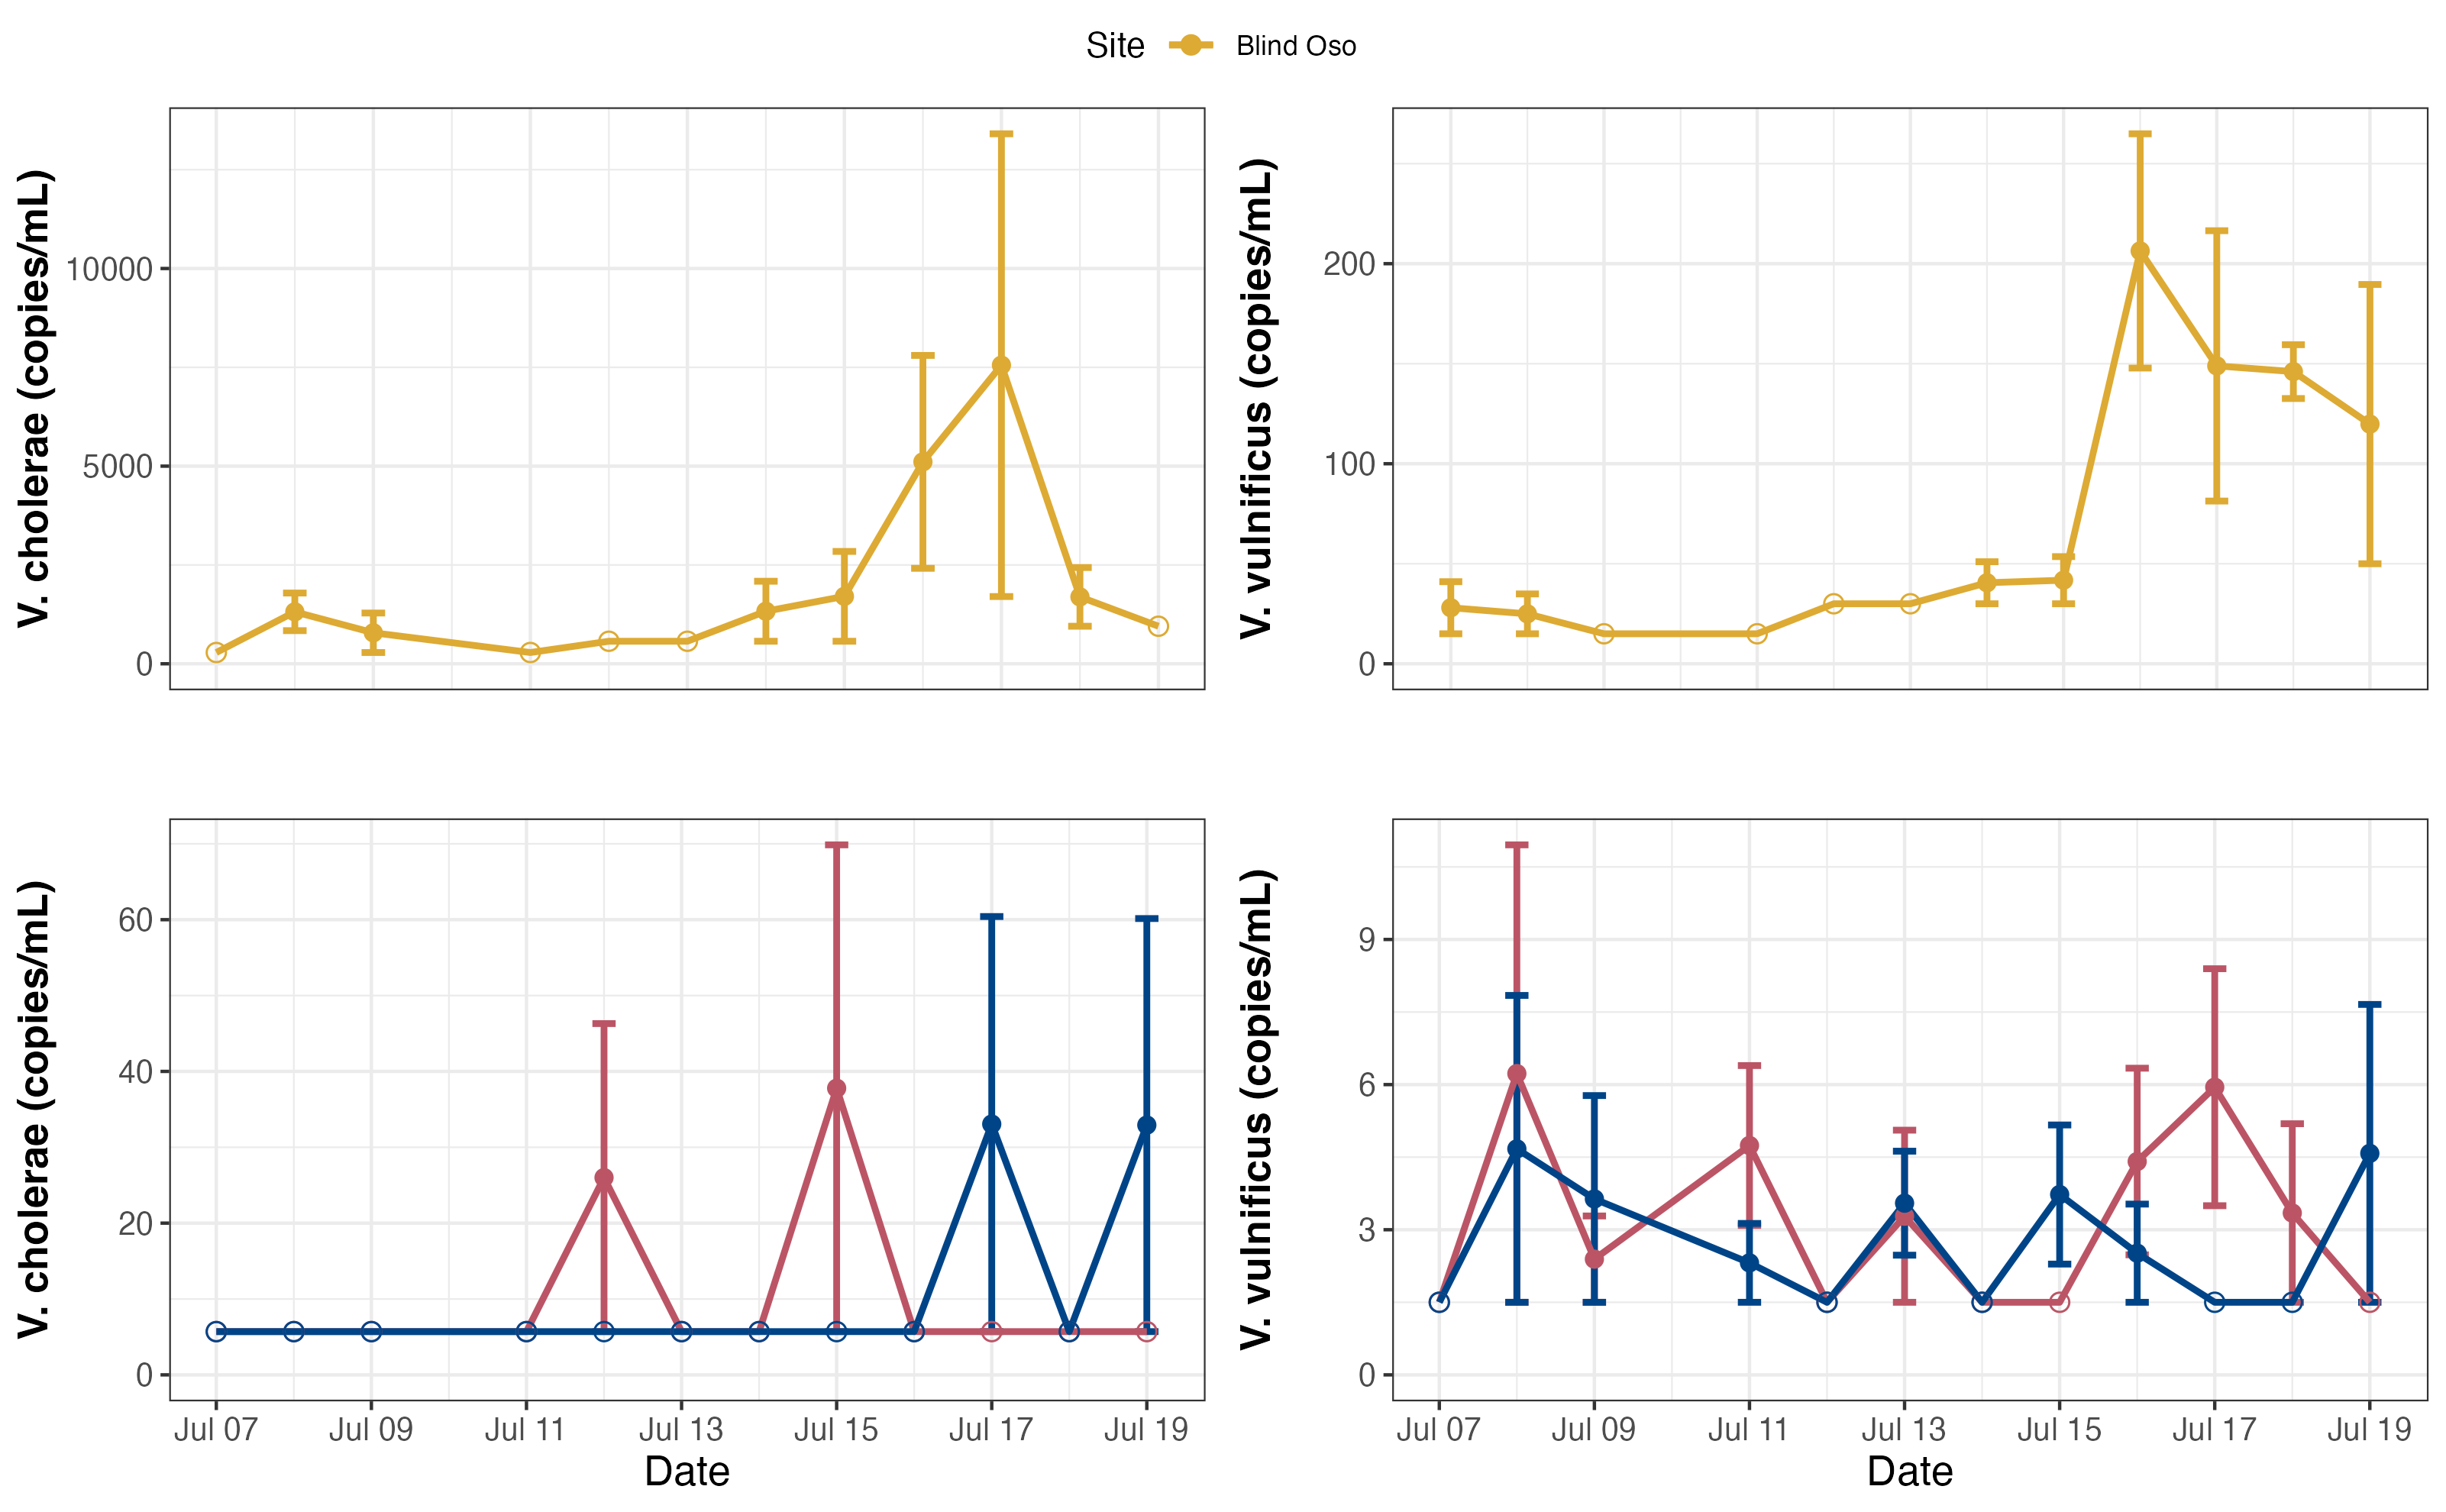 Site Blind Oso
V. cholerae (copies/mL)
10000
5000
0
V. vulnificus (copies/mL)
200
100
0
V. cholerae (copies/mL)
60
40
20
0
Jul 07 Jul 09 Jul 11 Jul 13 Jul 15 Jul 17 Jul 19
Date
V. vulnificus (copies/mL)
9
6
3
0
Jul 07 Jul 09 Jul 11 Jul 13 Jul 15 Jul 17 Jul 19
Date